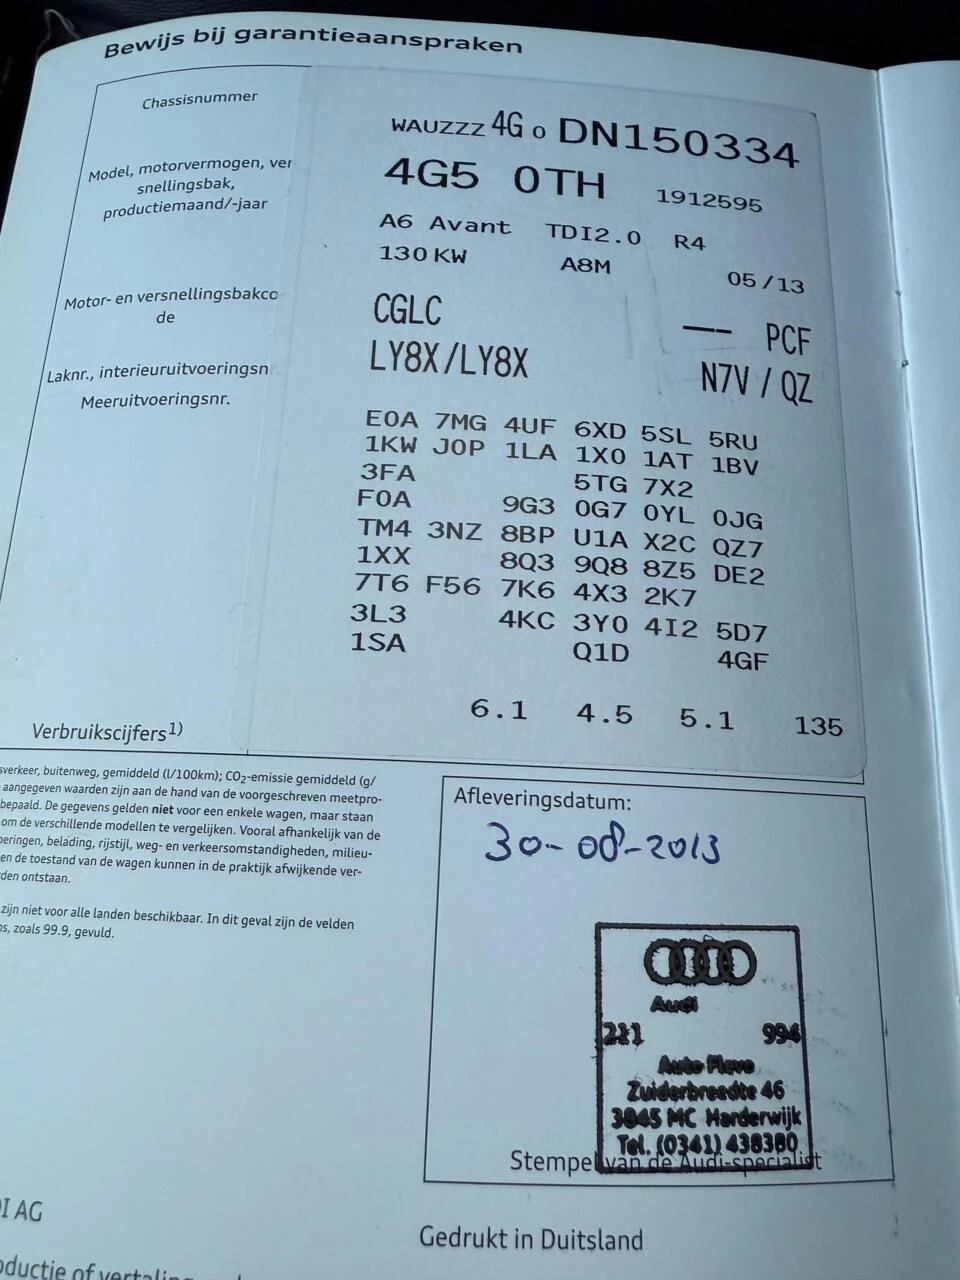 Bewijs bij garantieaanspraken
Chassisnummer
WAUZZZ 4G 0 DN150334
Model, motorvermogen, ver
snellingsbak,
productiemaand/-jaar
4G5 0TH 1912595
A6 Avant TDI2.0 R4
130 KW A8M 05/13
Motor- en versnellingsbakco
de
CGLC --- PCF
Laknr., interieuruitvoeringsn
LY8X/LY8X N7V / QZ
Meeruitvoeringsnr.
E0A 7MG 4UF 6XD 5SL 5RU
1KW J0P 1LA 1X0 1AT 1BV
3FA 5TG 7X2
F0A 9G3 0G7 0YL 0JG
TM4 3NZ 8BP U1A X2C QZ7
1XX 8Q3 9Q8 8Z5 DE2
7T6 F56 7K6 4X3 2K7
3L3 4KC 3Y0 4I2 5D7
1SA Q1D 4GF
Verbruikscijfers1)
6.1 4.5 5.1 135
sverkeer, buitenweg, gemiddeld (l/100km); CO2-emissie gemiddeld (g/
aangegeven waarden zijn aan de hand van de voorgeschreven meetpro-
bepaald. De gegevens gelden niet voor een enkele wagen, maar staan
om de verschillende modellen te vergelijken. Vooral afhankelijk van de
beringen, belading, rijstijl, weg- en verkeersomstandigheden, milieu-
en de toestand van de wagen kunnen in de praktijk afwijkende ver-
den ontstaan.
zijn niet voor alle landen beschikbaar. In dit geval zijn de velden
s, zoals 99.9, gevuld.
Afleveringsdatum:
30-08-2013
Audi
211 994
Auto Flevo
Zuiderbreedte 46
3845 MC Harderwijk
Tel. (0341) 438380
Stempel van de Audi-specialist
DI AG
Gedrukt in Duitsland
oductie of